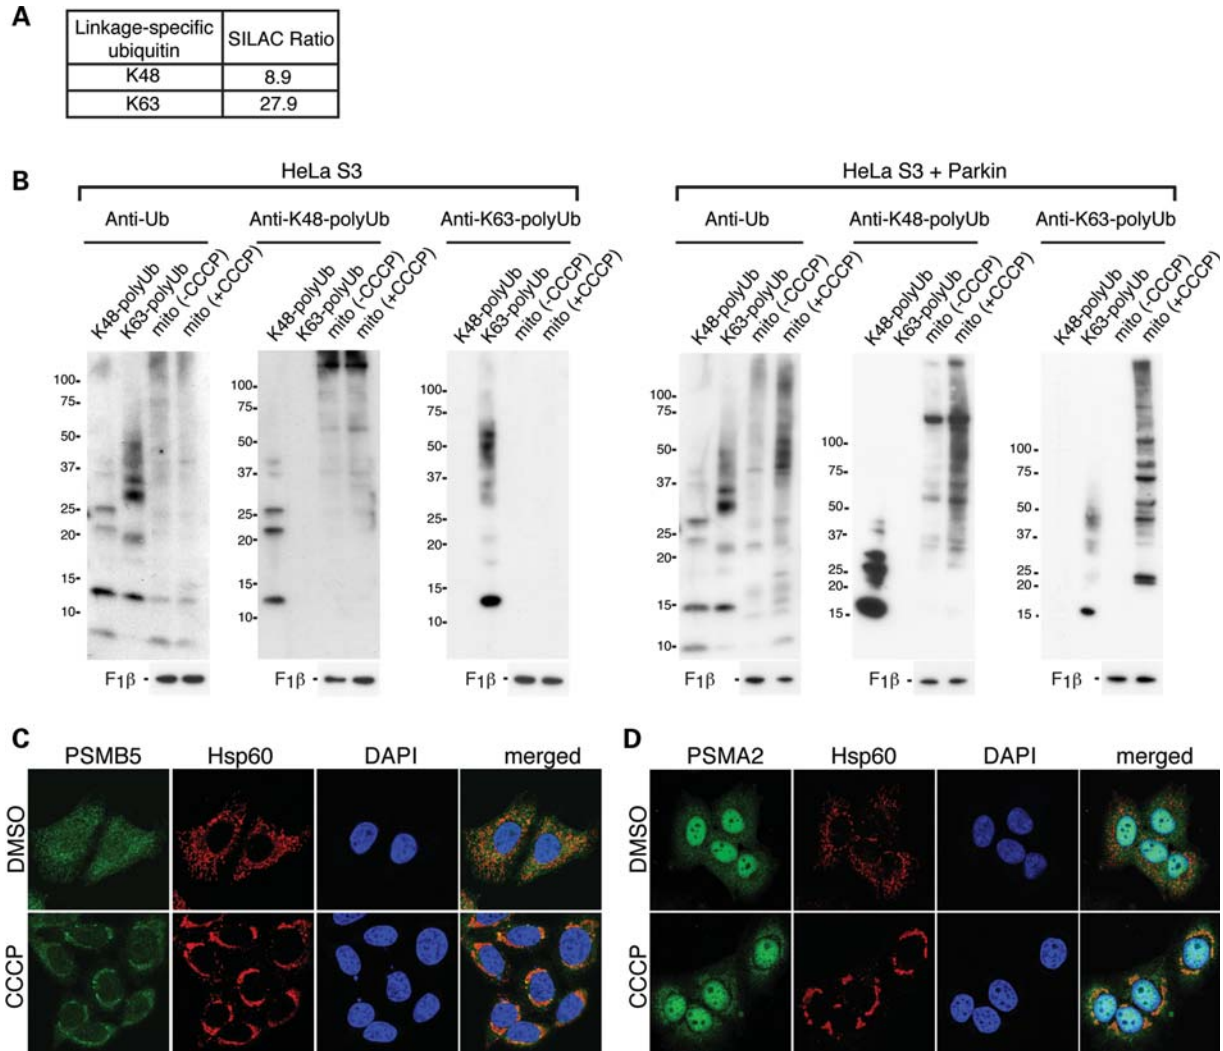 A
Linkage-specific
ubiquitin
SILAC Ratio
K48 8.9
K63 27.9
B
HeLa S3
HeLa S3 + Parkin
Anti-Ub Anti-K48-polyUb Anti-K63-polyUb
Anti-Ub Anti-K48-polyUb Anti-K63-polyUb
K48-polyUb
K63-polyUb
mito (-CCCP)
mito (+CCCP)
K48-polyUb
K63-polyUb
mito (-CCCP)
mito (+CCCP)
K48-polyUb
K63-polyUb
mito (-CCCP)
mito (+CCCP)
K48-polyUb
K63-polyUb
mito (-CCCP)
mito (+CCCP)
K48-polyUb
K63-polyUb
mito (-CCCP)
mito (+CCCP)
K48-polyUb
K63-polyUb
mito (-CCCP)
mito (+CCCP)
100-
75-
50-
37-
25-
20-
15-
10-
F1β -
100-
75-
50-
37-
25-
20-
15-
10-
F1β -
100-
75-
50-
37-
25-
20-
15-
10-
F1β -
100-
75-
50-
37-
25-
20-
15-
10-
F1β -
100-
75-
50-
37-
25-
20-
15-
F1β -
100-
75-
50-
37-
25-
20-
15-
F1β -
C
PSMB5 Hsp60 DAPI merged
DMSO
CCCP
D
PSMA2 Hsp60 DAPI merged
DMSO
CCCP